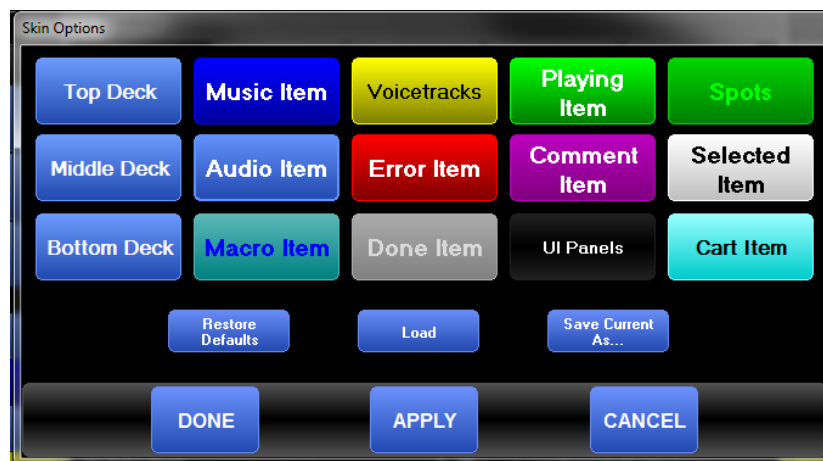 Skin Options
Top Deck
Music Item
Voicetracks
Playing
Item
Spots
Middle Deck
Audio Item
Error Item
Comment
Item
Selected
Item
Bottom Deck
Macro Item
Done Item
UI Panels
Cart Item
Restore
Defaults
Load
Save Current
As...
DONE
APPLY
CANCEL